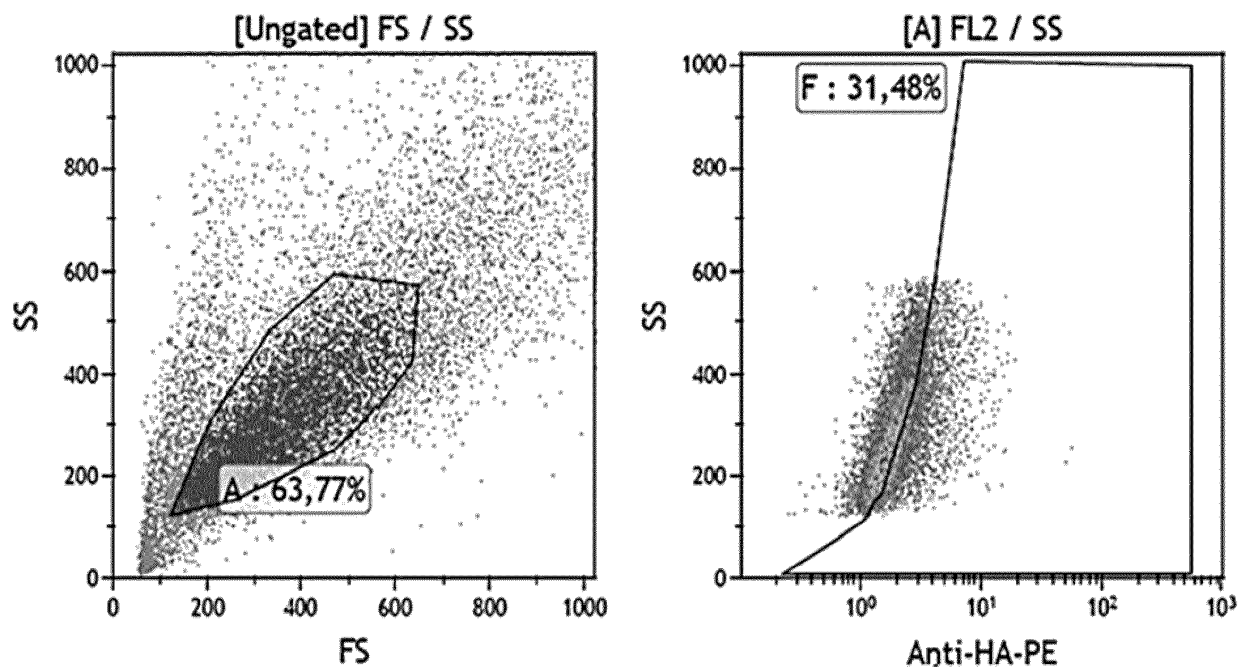 [Ungated] FS / SS
1000
800
600
400
200
0
SS
A : 63,77%
0 200 400 600 800 1000
FS
[A] FL2 / SS
1000
800
600
400
200
0
SS
F : 31,48%
10⁰ 10¹ 10² 10³
Anti-HA-PE